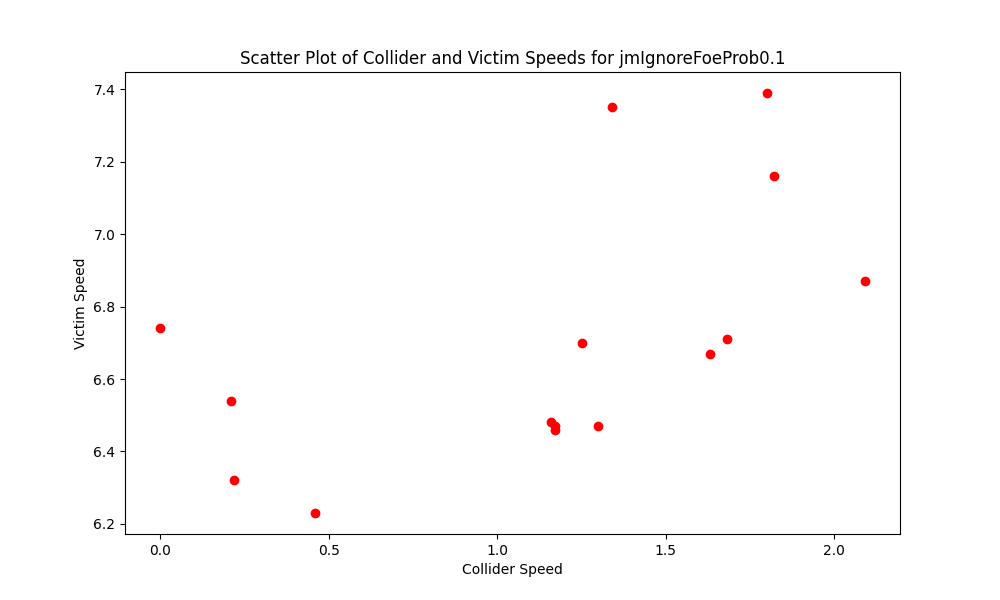 Scatter Plot of Collider and Victim Speeds for jmIgnoreFoeProb0.1
7.4
7.2
7.0
6.8
6.6
6.4
6.2
Victim Speed
0.0 0.5 1.0 1.5 2.0
Collider Speed